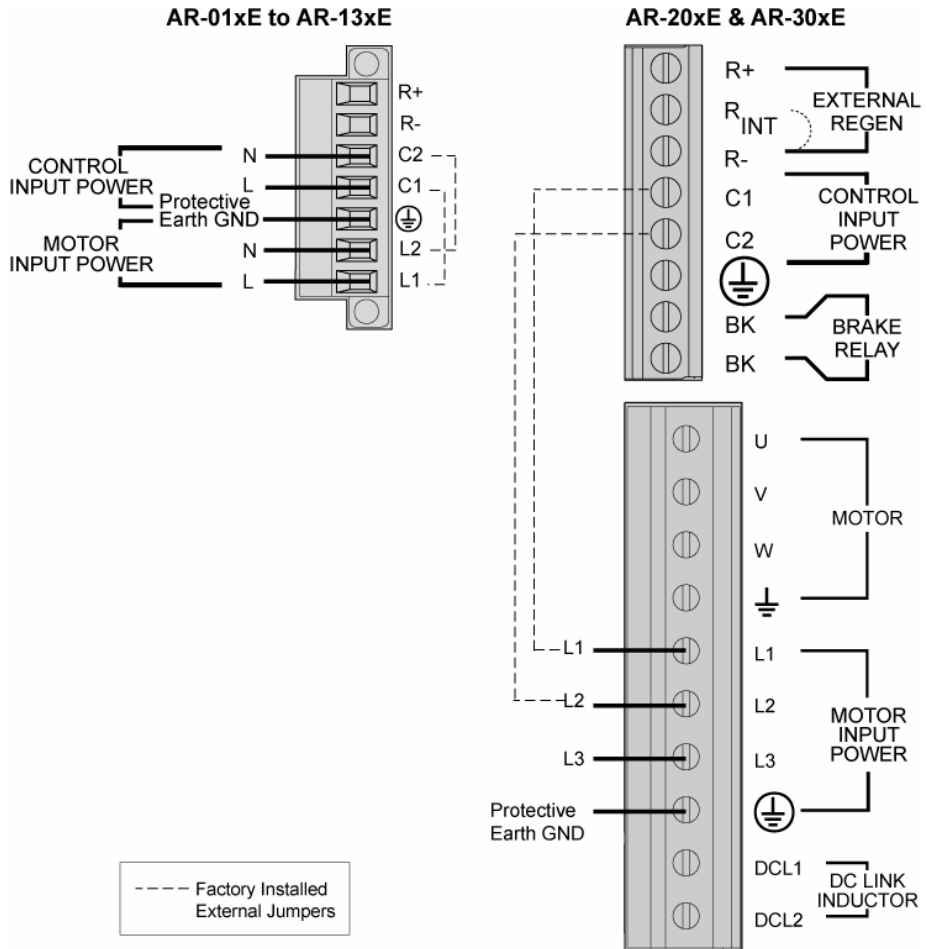 AR-01xE to AR-13xE
R+
R-
CONTROL
INPUT POWER
N
C2
L
C1
Protective
Earth GND
MOTOR
INPUT POWER
N
L2
L
L1
AR-20xE & AR-30xE
R+
R INT
R-
EXTERNAL
REGEN
C1
C2
CONTROL
INPUT
POWER
BK
BK
BRAKE
RELAY
U
V
W
MOTOR
L1
L1
L2
L2
L3
L3
MOTOR
INPUT
POWER
Protective
Earth GND
DCL1
DCL2
DC LINK
INDUCTOR
---- Factory Installed
External Jumpers